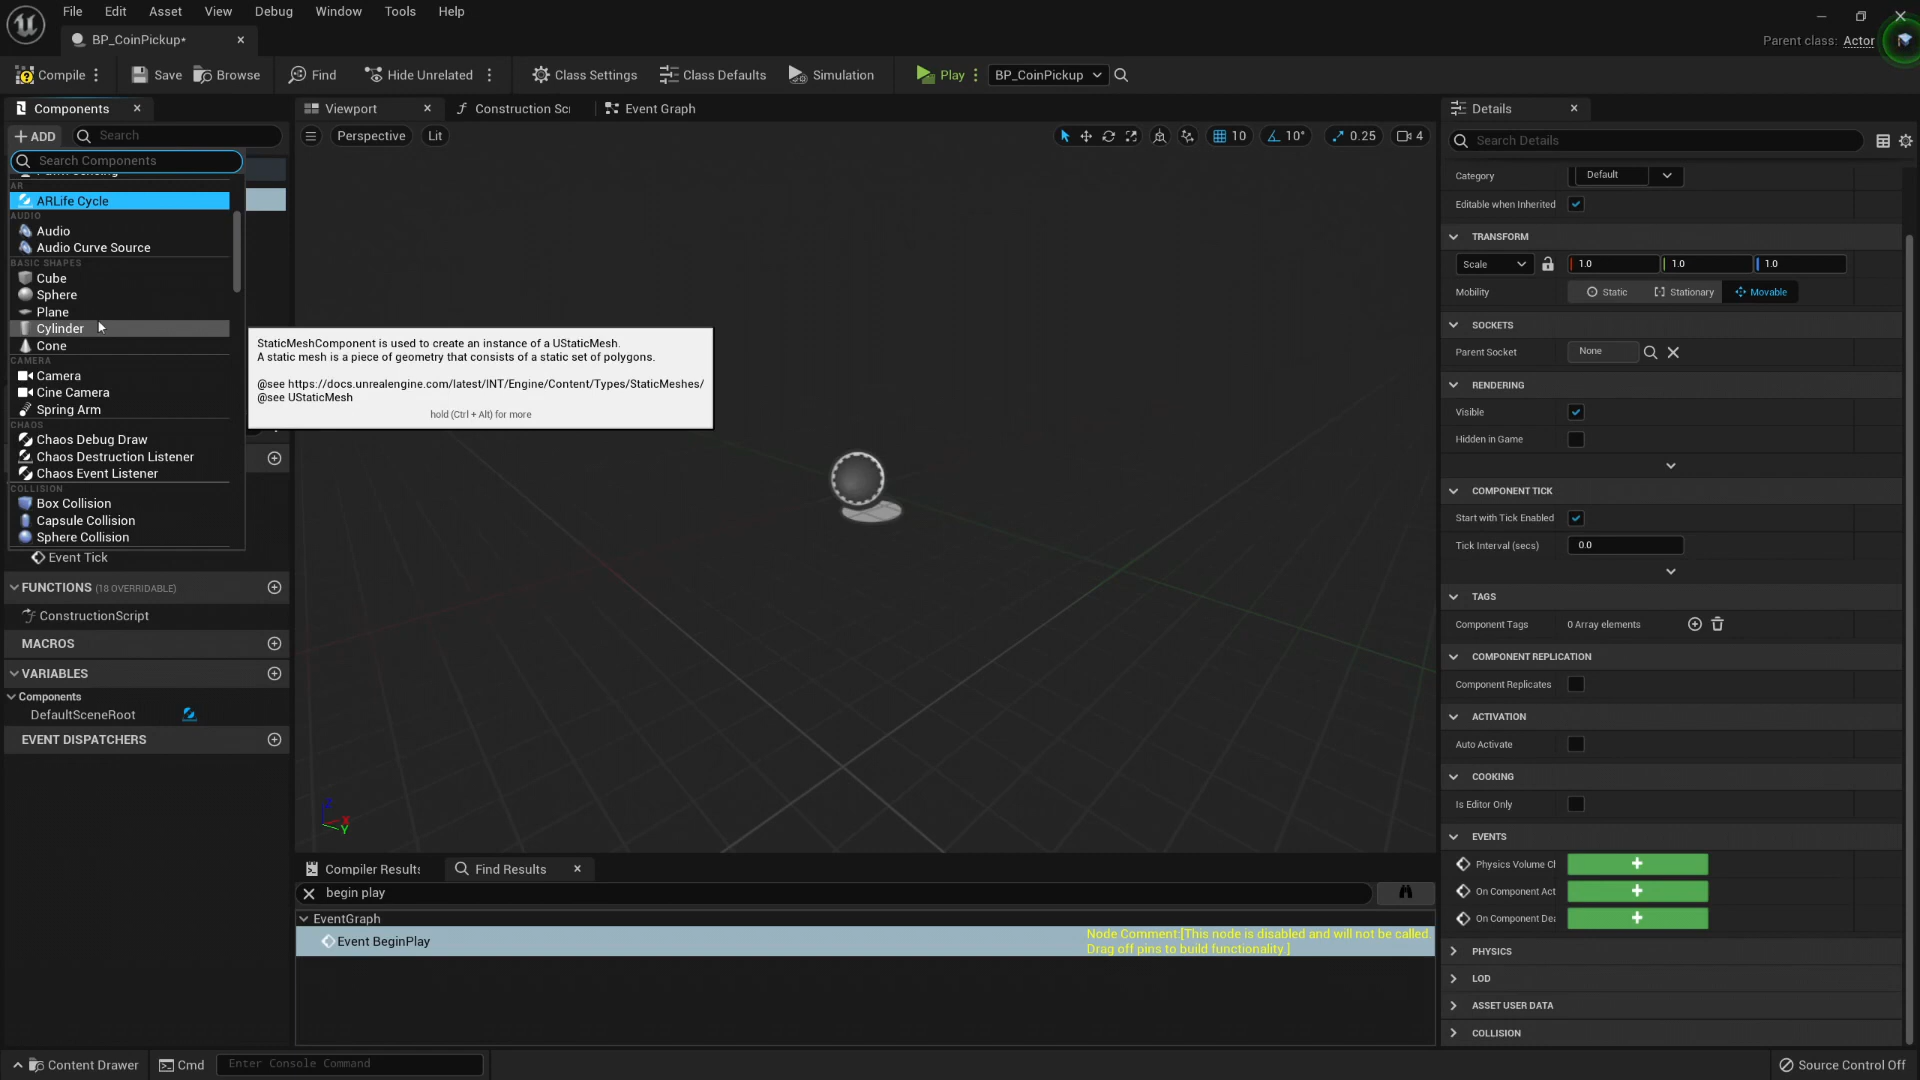 File Edit Asset View Debug Window Tools Help
BP_CoinPickup*
Parent class: Actor
Compile Save Browse Find Hide Unrelated Class Settings Class Defaults Simulation Play BP_CoinPickup
Components Viewport Construction Scr Event Graph Details
+ ADD Search
Perspective Lit 10 10° 0.25 4
Search Details
Search Components
AR
ARLife Cycle
AUDIO
Audio
Audio Curve Source
BASIC SHAPES
Cube
Sphere
Plane
Cylinder
Cone
CAMERA
Camera
Cine Camera
Spring Arm
CHAOS
Chaos Debug Draw
Chaos Destruction Listener
Chaos Event Listener
COLLISION
Box Collision
Capsule Collision
Sphere Collision
Event Tick
FUNCTIONS (18 OVERRIDABLE)
ConstructionScript
MACROS
VARIABLES
Components
DefaultSceneRoot
EVENT DISPATCHERS
StaticMeshComponent is used to create an instance of a UStaticMesh.
A static mesh is a piece of geometry that consists of a static set of polygons.
@see https://docs.unrealengine.com/latest/INT/Engine/Content/Types/StaticMeshes/
@see UStaticMesh
hold (Ctrl + Alt) for more
Z
X
Y
Compiler Results Find Results
begin play
EventGraph
Event BeginPlay
Node Comment:[This node is disabled and will not be called.
Drag off pins to build functionality.]
Category Default
Editable when Inherited
TRANSFORM
Scale 1.0 1.0 1.0
Mobility Static Stationary Movable
SOCKETS
Parent Socket None
RENDERING
Visible
Hidden in Game
COMPONENT TICK
Start with Tick Enabled
Tick Interval (secs) 0.0
TAGS
Component Tags 0 Array elements
COMPONENT REPLICATION
Component Replicates
ACTIVATION
Auto Activate
COOKING
Is Editor Only
EVENTS
Physics Volume Cl
On Component Act
On Component Dea
PHYSICS
LOD
ASSET USER DATA
COLLISION
Content Drawer Cmd Enter Console Command Source Control Off